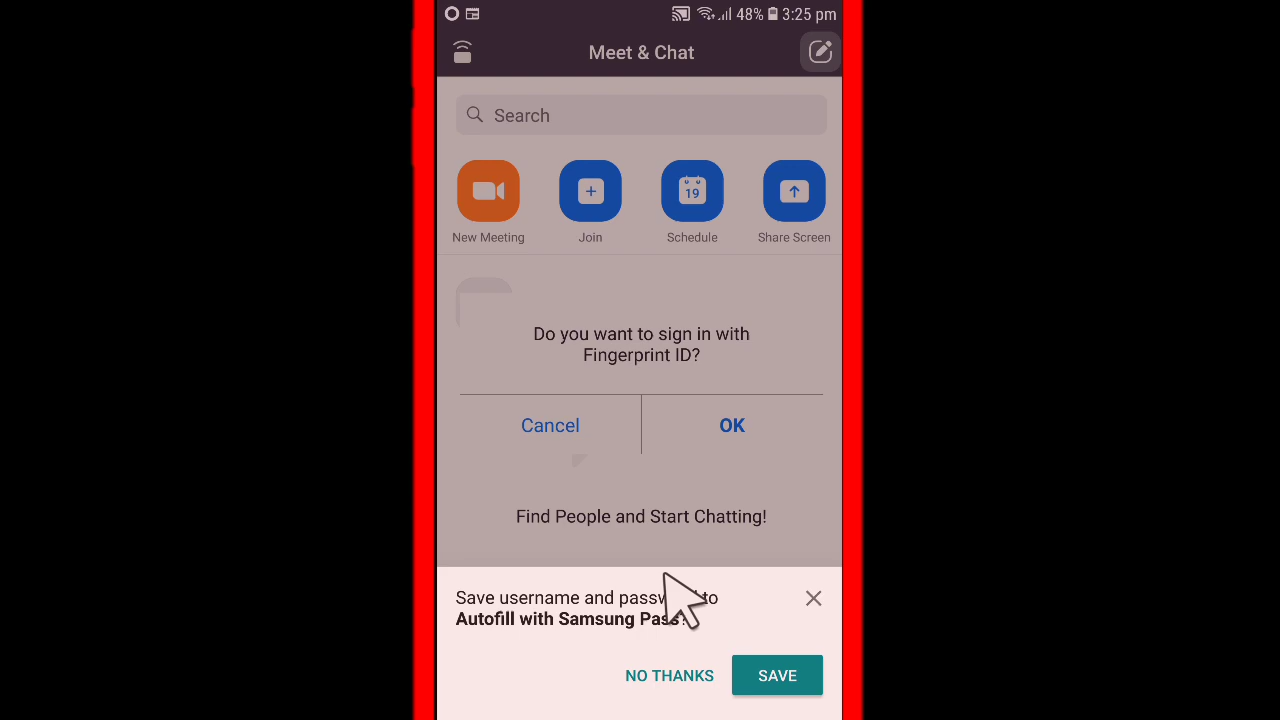 48% 3:25 pm
Meet & Chat
Search
19
New Meeting Join Schedule Share Screen
Do you want to sign in with
Fingerprint ID?
Cancel OK
Find People and Start Chatting!
Save username and password to
Autofill with Samsung Pass?
NO THANKS SAVE